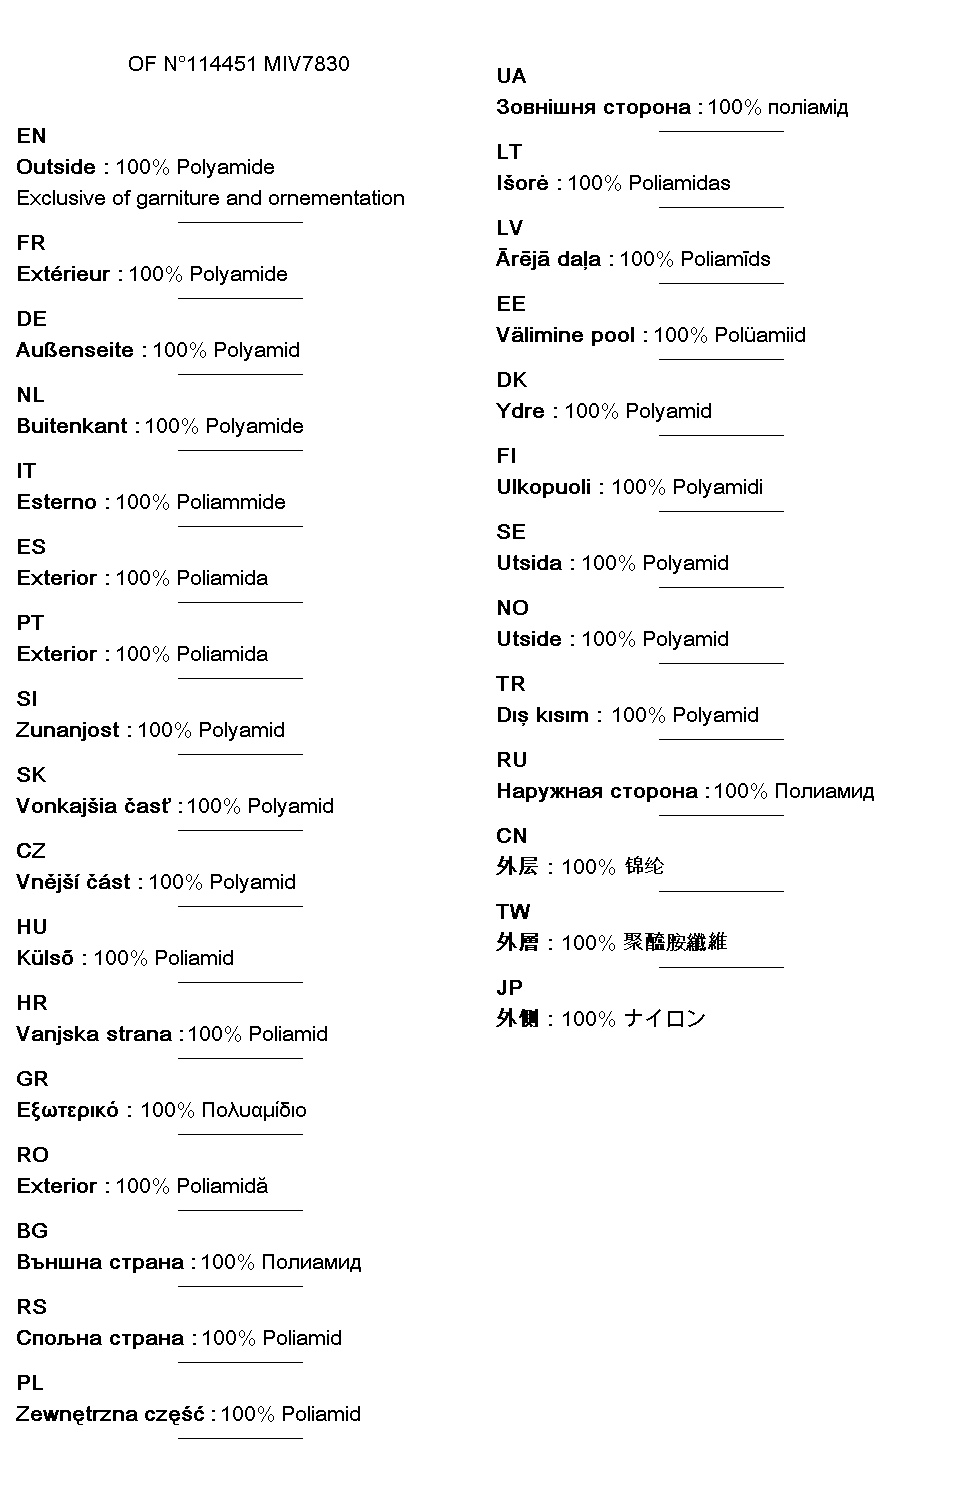 OF N°114451 MIV7830
EN
Outside : 100% Polyamide
Exclusive of garniture and ornementation
FR
Extérieur : 100% Polyamide
DE
Außenseite : 100% Polyamid
NL
Buitenkant : 100% Polyamide
IT
Esterno : 100% Poliammide
ES
Exterior : 100% Poliamida
PT
Exterior : 100% Poliamida
SI
Zunanjost : 100% Polyamid
SK
Vonkajšia časť : 100% Polyamid
CZ
Vnější část : 100% Polyamid
HU
Külső : 100% Poliamid
HR
Vanjska strana : 100% Poliamid
GR
Εξωτερικό : 100% Πολυαμίδιο
RO
Exterior : 100% Poliamidă
BG
Външна страна : 100% Полиамид
RS
Спољна страна : 100% Poliamid
PL
Zewnętrzna część : 100% Poliamid
UA
Зовнішня сторона : 100% поліамід
LT
Išorė : 100% Poliamidas
LV
Ārējā daļa : 100% Poliamīds
EE
Välimine pool : 100% Polüamiid
DK
Ydre : 100% Polyamid
FI
Ulkopuoli : 100% Polyamidi
SE
Utsida : 100% Polyamid
NO
Utside : 100% Polyamid
TR
Dış kısım : 100% Polyamid
RU
Наружная сторона : 100% Полиамид
CN
外层 : 100% 锦纶
TW
外層 : 100% 聚醯胺纖維
JP
外側 : 100% ナイロン